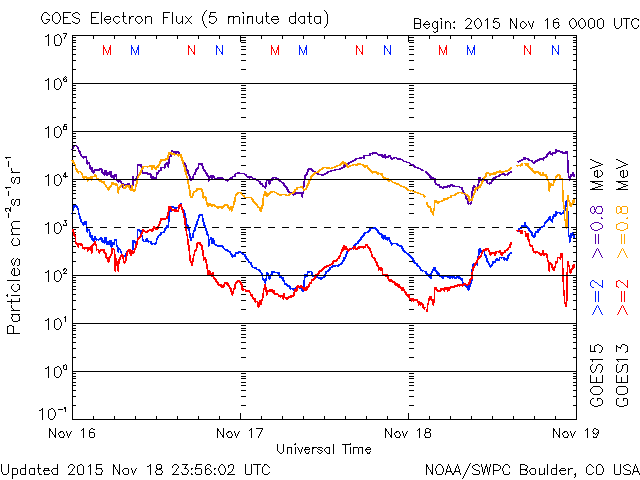 GOES Electron Flux (5 minute data)
Begin: 2015 Nov 16 0000 UTC
10⁷
M M N N M M N N M M N N
10⁶
10⁵
10⁴
10³
10²
10¹
10⁰
10⁻¹
Particles cm⁻²s⁻¹sr⁻¹
GOES15 >=2 >=0.8 MeV
GOES13 >=2 >=0.8 MeV
Nov 16 Nov 17 Nov 18 Nov 19
Universal Time
Updated 2015 Nov 18 23:56:02 UTC
NOAA/SWPC Boulder, CO USA